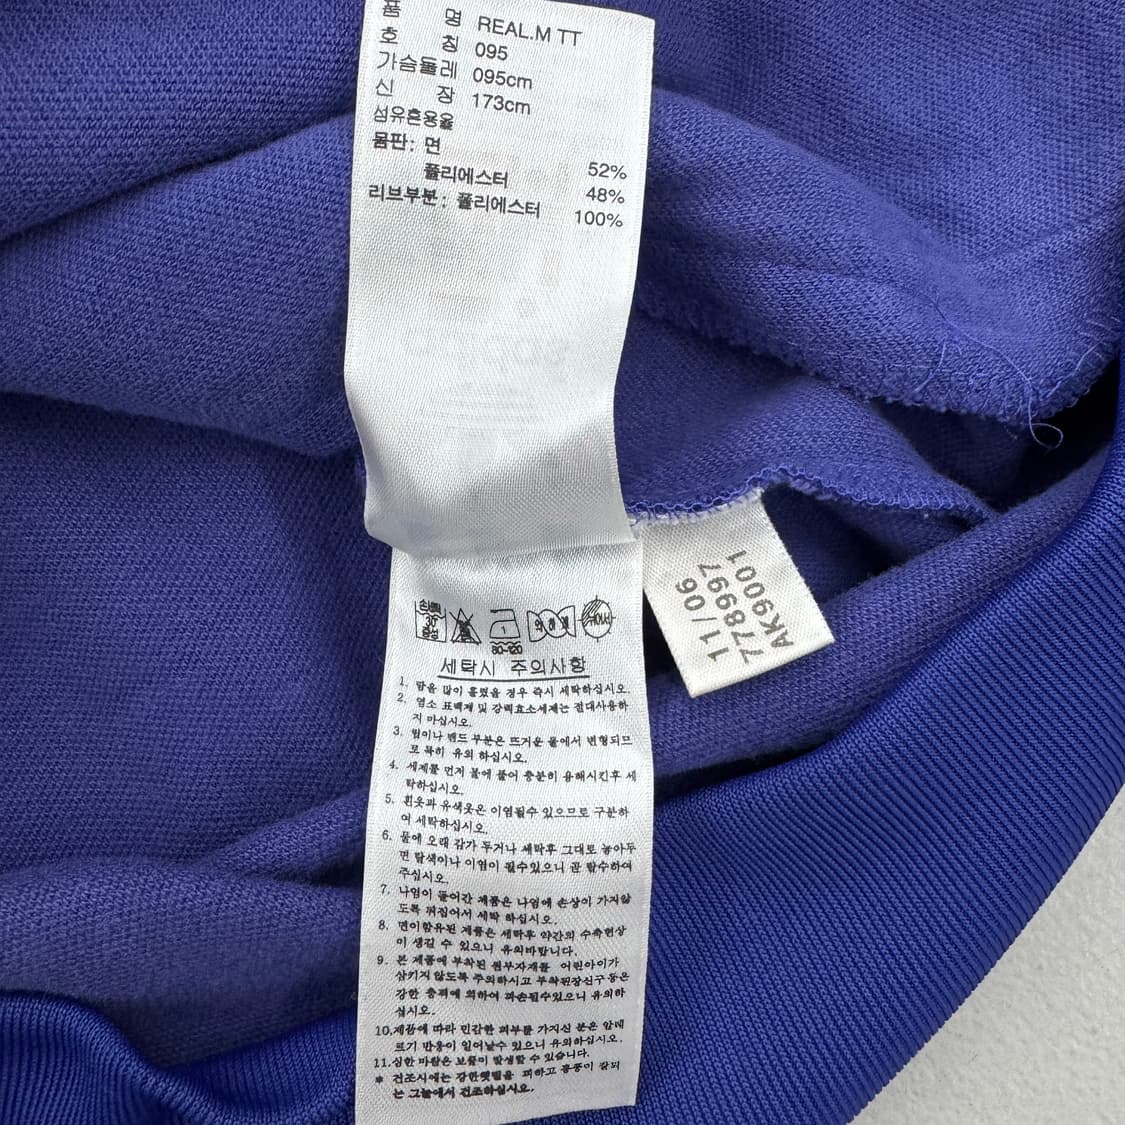 품 명 REAL.M TT
호 칭 095
가슴둘레 095cm
신 장 173cm
섬유혼용율
몸판: 면 52%
폴리에스터 48%
리브부분: 폴리에스터 100%
손세탁
30°
중성
1
80~120
약하게
세탁시 주의사항
1. 땀을 많이 흘렸을 경우 즉시 세탁하십시오.
2. 염소 표백제 및 강력효소세제는 절대사용하
지 마십시오.
3. 힘이나 밴드 부분은 뜨거운 물에서 변형되므
로 특히 유의 하십시오.
4. 세제를 먼저 물에 풀어 충분히 용해시킨후 세
탁하십시오.
5. 흰옷과 유색옷은 이염될수 있으므로 구분하
여 세탁하십시오.
6. 물에 오래 담가 두거나 세탁후 그대로 놓아두
면 탈색이나 이염이 될수있으니 곧 탈수하여
주십시오.
7. 나염이 들어간 제품은 나염에 손상이 가지않
도록 뒤집어서 세탁 하십시오.
8. 면이함유된 제품은 세탁후 약간의 수축현상
이 생길 수 있으니 유의바랍니다.
9. 본 제품에 부착된 원부자재를 어린아이가
삼키지 않도록 주의하시고 부착된장신구등은
강한 충격에 의하여 파손될수있으니 유의하
십시오.
10.제품에 따라 민감한 피부를 가지신 분은 알레
르기 반응이 일어날수 있으니 유의하십시오.
11.심한 마찰은 보풀이 발생할 수 있습니다.
* 건조시에는 강한햇빛을 피하고 통풍이 잘되
는 그늘에서 건조하십시오.
11/06
778997
AK9001